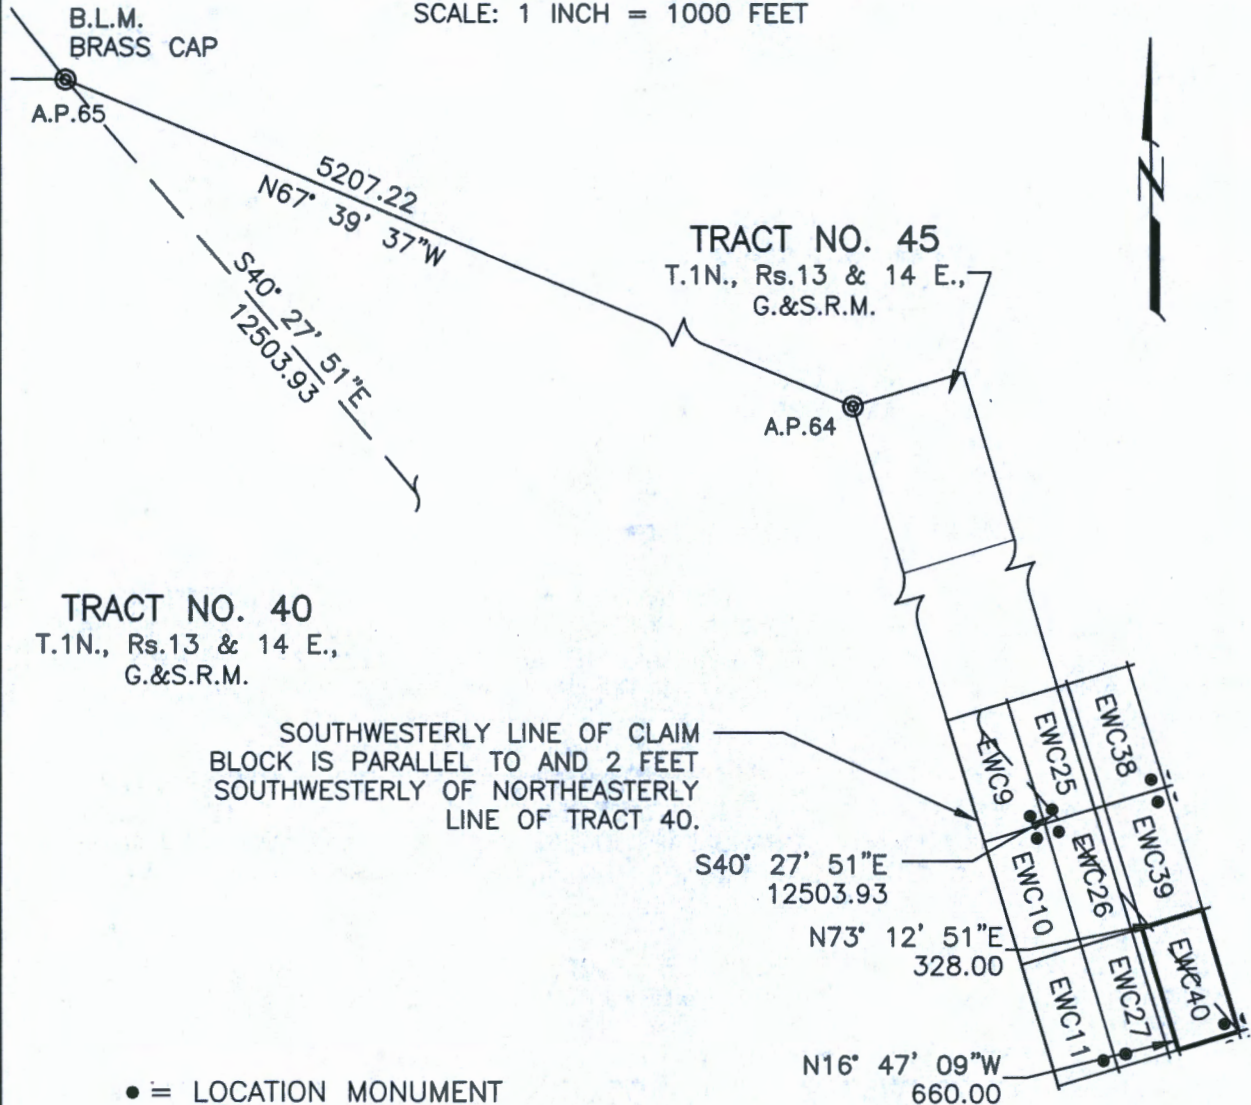 SCALE: 1 INCH = 1000 FEET
B.L.M.
BRASS CAP
A.P.65
5207.22
N67° 39' 37"W
N
TRACT NO. 45
T.1N., Rs.13 & 14 E.,
G.&S.R.M.
S40° 27' 51"E
12503.93
A.P.64
TRACT NO. 40
T.1N., Rs.13 & 14 E.,
G.&S.R.M.
SOUTHWESTERLY LINE OF CLAIM
BLOCK IS PARALLEL TO AND 2 FEET
SOUTHWESTERLY OF NORTHEASTERLY
LINE OF TRACT 40.
EWC9
EWC25
EWC38
S40° 27' 51"E
12503.93
EWC10
EWC26
EWC39
N73° 12' 51"E
328.00
EWC11
EWC27
EWC40
N16° 47' 09"W
660.00
● = LOCATION MONUMENT